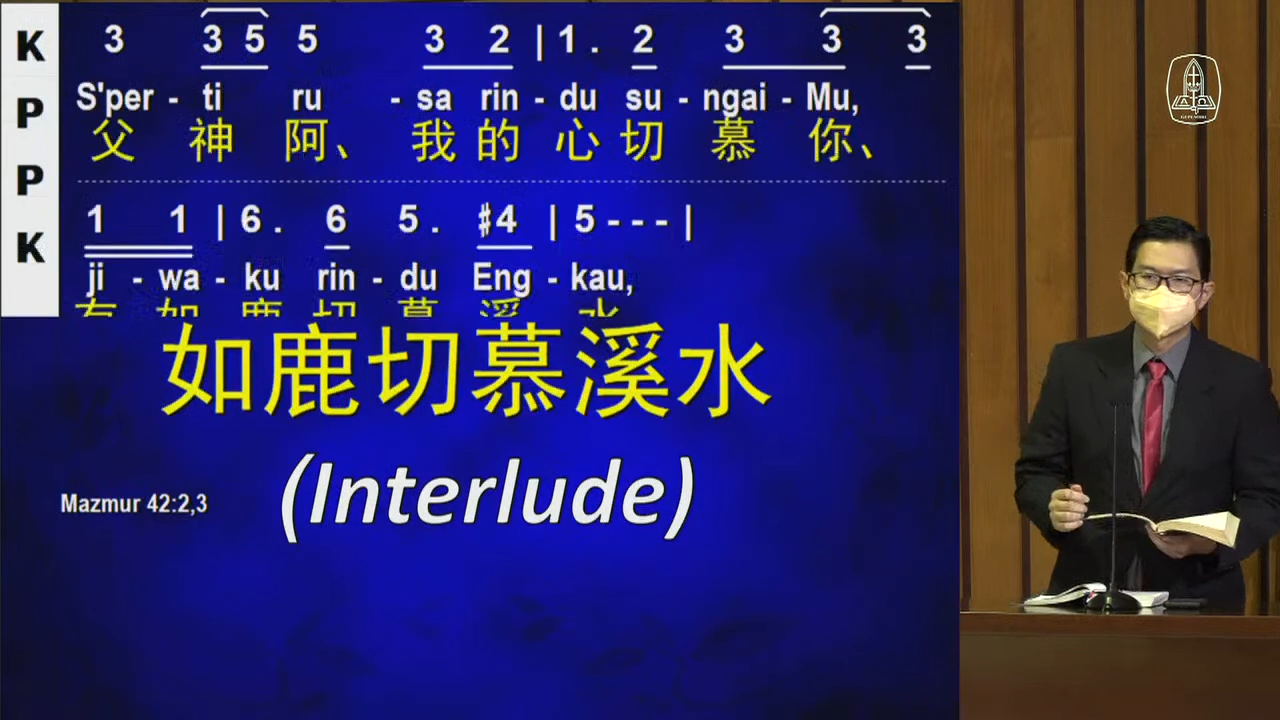 K
P
P
K
3 3 5 5 3 2 | 1 . 2 3 3 3
S'per - ti ru - sa rin - du su - ngai - Mu,
父 神 阿、 我 的 心 切 慕 你、
1 1 | 6 . 6 5 . #4 | 5 - - - |
ji - wa - ku rin - du Eng - kau,
如鹿切慕溪水
(Interlude)
Mazmur 42:2,3